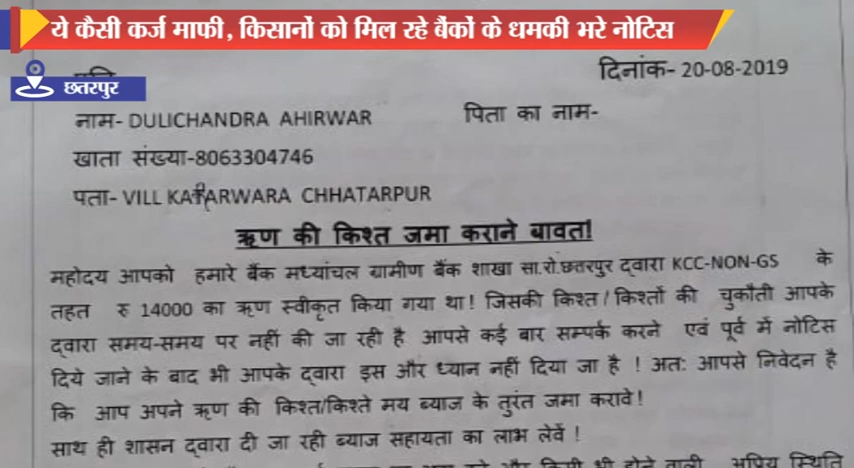 ये कैसी कर्ज माफी, किसानों को मिल रहे बैंकों के धमकी भरे नोटिस
छतरपुर
दिनांक- 20-08-2019
नाम- DULICHANDRA AHIRWAR पिता का नाम-
खाता संख्या-8063304746
पता- VILL KARARWARA CHHATARPUR
ऋण की किश्त जमा कराने बावत!
महोदय आपको हमारे बैंक मध्यांचल ग्रामीण बैंक शाखा सा.रो.छतरपुर द्वारा KCC-NON-GS के
तहत रु 14000 का ऋण स्वीकृत किया गया था! जिसकी किश्त/किश्तों की चुकौती आपके
द्वारा समय-समय पर नहीं की जा रही है आपसे कई बार सम्पर्क करने एवं पूर्व में नोटिस
दिये जाने के बाद भी आपके द्वारा इस और ध्यान नहीं दिया जा है ! अतः आपसे निवेदन है
कि आप अपने ऋण की किश्त/किश्ते मय ब्याज के तुरंत जमा करावे!
साथ ही शासन द्वारा दी जा रही ब्याज सहायता का लाभ लेवें !
और किसी भी होने वाली अप्रिय स्थिति